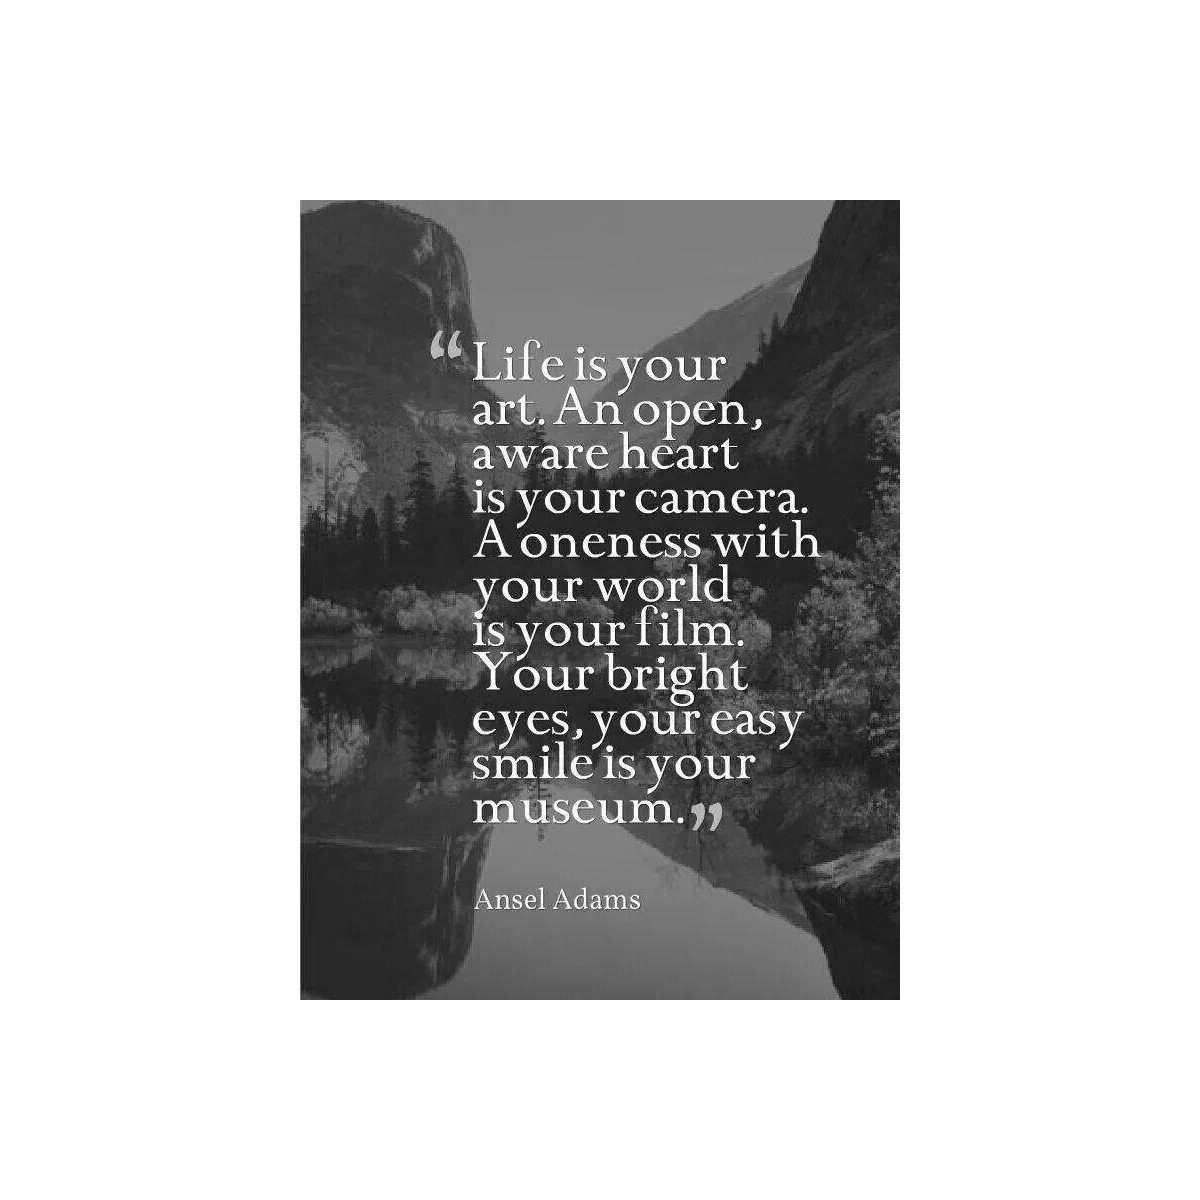 “Life is your
art. An open,
aware heart
is your camera.
A oneness with
your world
is your film.
Your bright
eyes, your easy
smile is your
museum.”
Ansel Adams